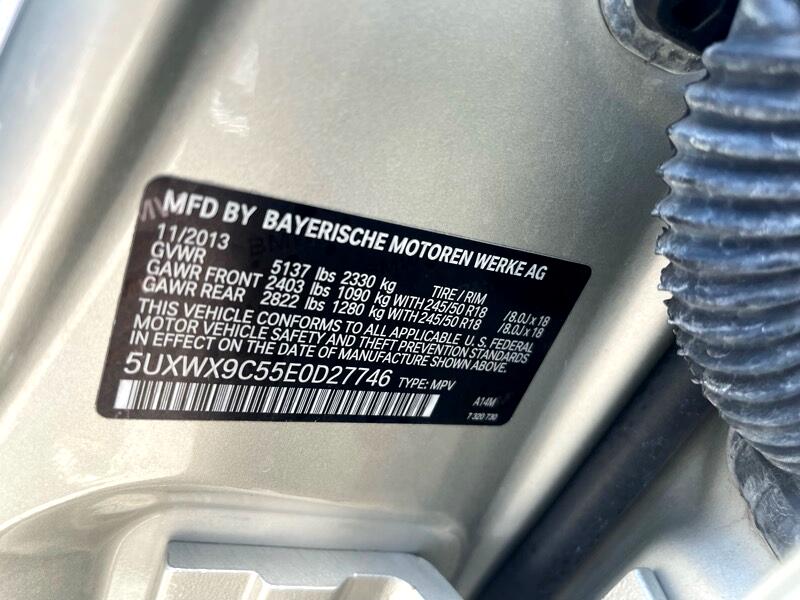 MFD BY BAYERISCHE MOTOREN WERKE AG
11/2013
GVWR 5137 lbs 2330 kg TIRE / RIM
GAWR FRONT 2403 lbs 1090 kg WITH 245/50 R18 /8.0J x 18
GAWR REAR 2822 lbs 1280 kg WITH 245/50 R18 /8.0J x 18
THIS VEHICLE CONFORMS TO ALL APPLICABLE U.S. FEDERAL
MOTOR VEHICLE SAFETY AND THEFT PREVENTION STANDARDS
IN EFFECT ON THE DATE OF MANUFACTURE SHOWN ABOVE.
5UXWX9C55E0D27746 TYPE: MPV
A14M
7 320 730